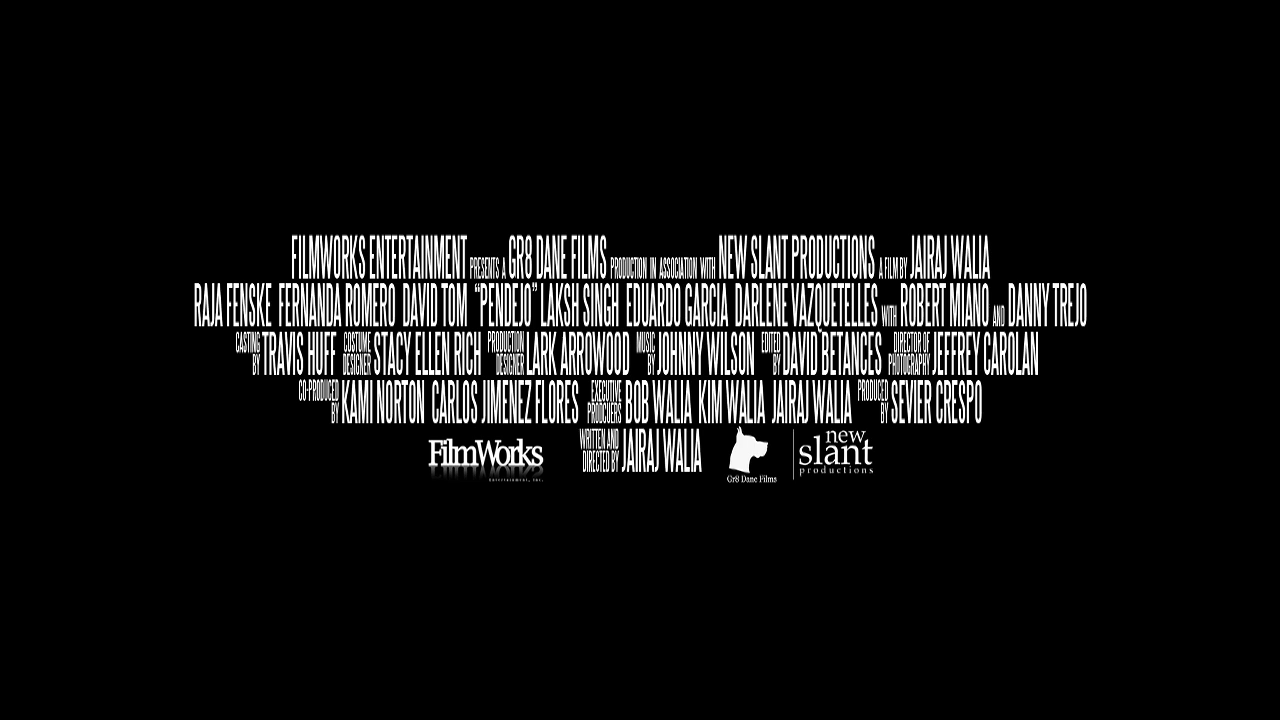 FILMWORKS ENTERTAINMENT PRESENTS A GR8 DANE FILMS PRODUCTION IN ASSOCIATION WITH NEW SLANT PRODUCTIONS A FILM BY JAIRAJ WALIA
RAJA FENSKE FERNANDA ROMERO DAVID TOM “PENDEJO” LAKSH SINGH EDUARDO GARCIA DARLENE VAZQUETELLES WITH ROBERT MIANO AND DANNY TREJO
CASTING BY TRAVIS HUFF COSTUME DESIGNER STACY ELLEN RICH PRODUCTION DESIGNER LARK ARROWOOD MUSIC BY JOHNNY WILSON EDITED BY DAVID BETANCES DIRECTOR OF PHOTOGRAPHY JEFFREY CAROLAN
CO-PRODUCED BY KAMI NORTON CARLOS JIMENEZ FLORES EXECUTIVE PRODCUERS BOB WALIA KIM WALIA JAIRAJ WALIA PRODUCED BY SEVIER CRESPO
FilmWorks entertainment, inc. WRITTEN AND DIRECTED BY JAIRAJ WALIA Gr8 Dane Films new slant productions